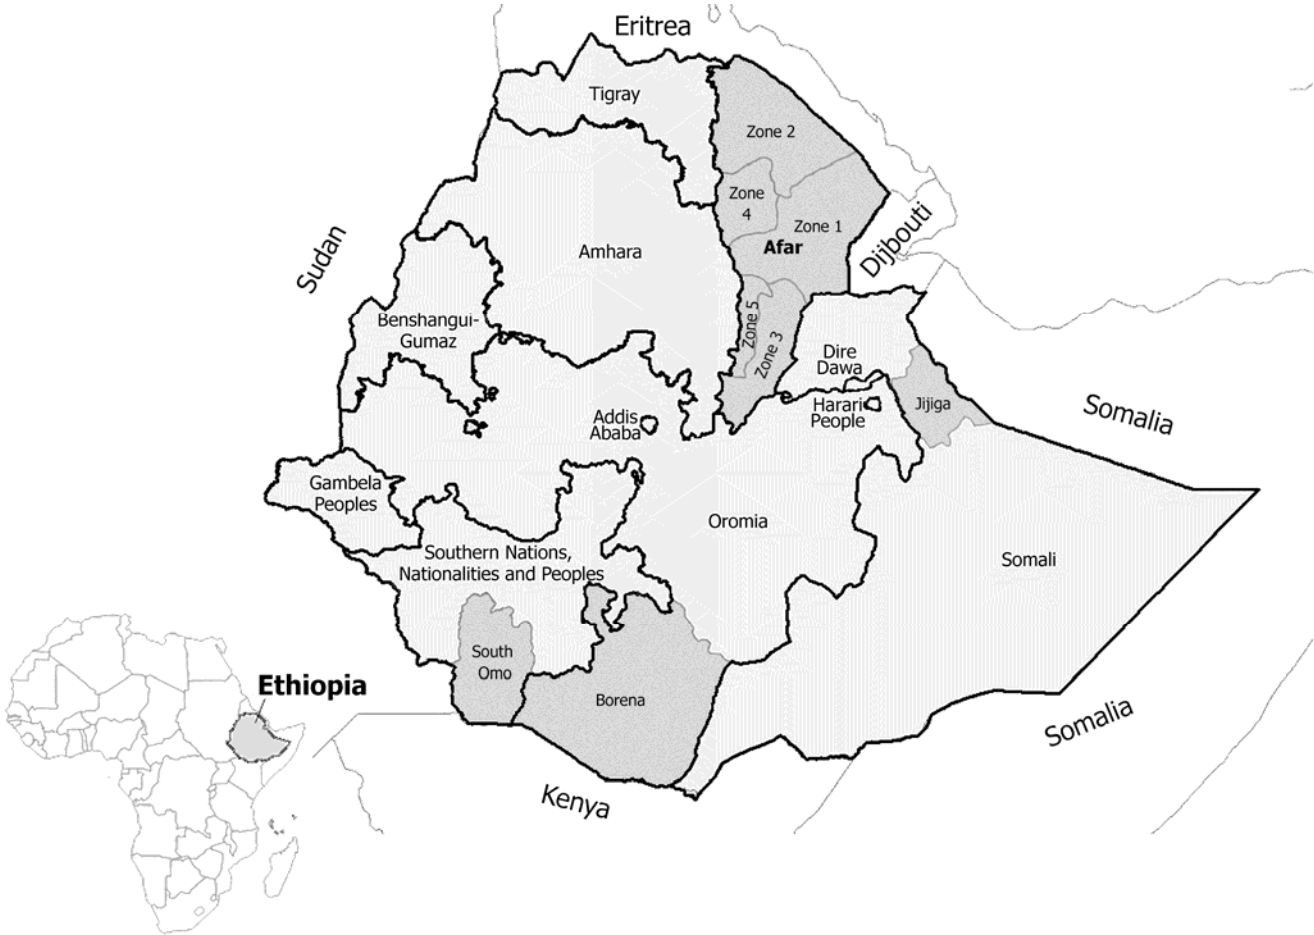 Eritrea
Tigray
Zone 2
Zone
4
Zone 1
Afar
Dijbouti
Sudan
Amhara
Benshangui-
Gumaz
Zone 5
Zone 3
Dire
Dawa
Harari
People
Jijiga
Somalia
Addis
Ababa
Gambela
Peoples
Oromia
Southern Nations,
Nationalities and Peoples
Somali
South
Omo
Borena
Ethiopia
Somalia
Kenya